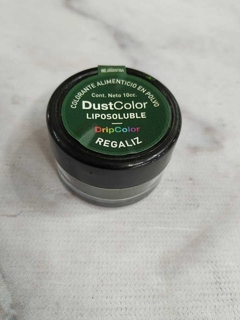 COLORANTE ALIMENTICIO EN POLVO
Cont. Neto 10cc.
DustColor
LIPOSOLUBLE
DripColor
REGALIZ